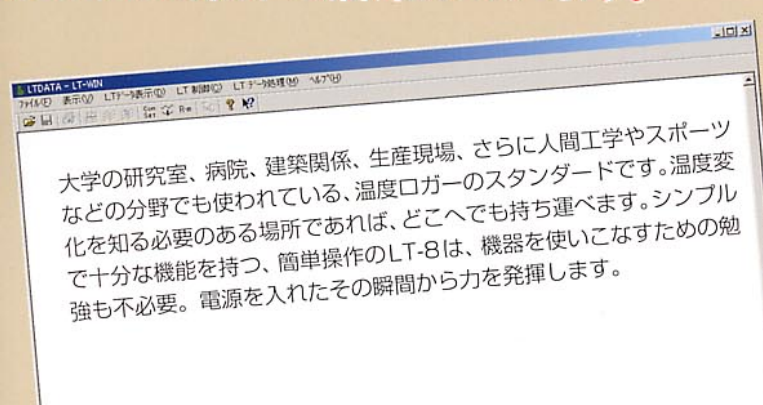 LTDATA - LT-WIN
ファイル(F) 表示(V) LTデータ表示(D) LT 制御(C) LT データ処理(M) ヘルプ(H)
大学の研究室、病院、建築関係、生産現場、さらに人間工学やスポーツ
などの分野でも使われている、温度ロガーのスタンダードです。温度変
化を知る必要のある場所であれば、どこへでも持ち運べます。シンプル
で十分な機能を持つ、簡単操作のLT-8は、機器を使いこなすための勉
強も不必要。電源を入れたその瞬間から力を発揮します。